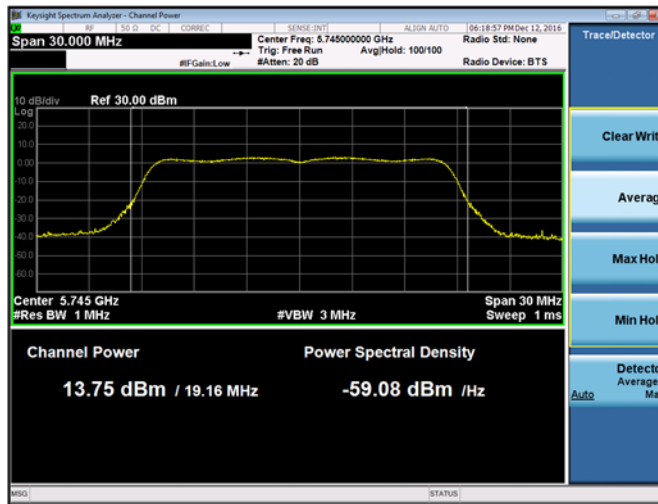 Keysight Spectrum Analyzer - Channel Power
RF 50 Ω DC CORREC SENSE:INT ALIGN AUTO 06:18:57 PM Dec 12, 2016
Span 30.000 MHz
Center Freq: 5.745000000 GHz
Radio Std: None
Trig: Free Run Avg|Hold: 100/100
#IFGain:Low #Atten: 20 dB Radio Device: BTS
Trace/Detector
10 dB/div Ref 30.00 dBm
Log
20.0
10.0
0.00
-10.0
-20.0
-30.0
-40.0
-50.0
-60.0
Center 5.745 GHz Span 30 MHz
#Res BW 1 MHz #VBW 3 MHz Sweep 1 ms
Channel Power Power Spectral Density
13.75 dBm / 19.16 MHz -59.08 dBm /Hz
Clear Writ
Averag
Max Hol
Min Hol
Detecto
Average
Auto Ma
MSG STATUS